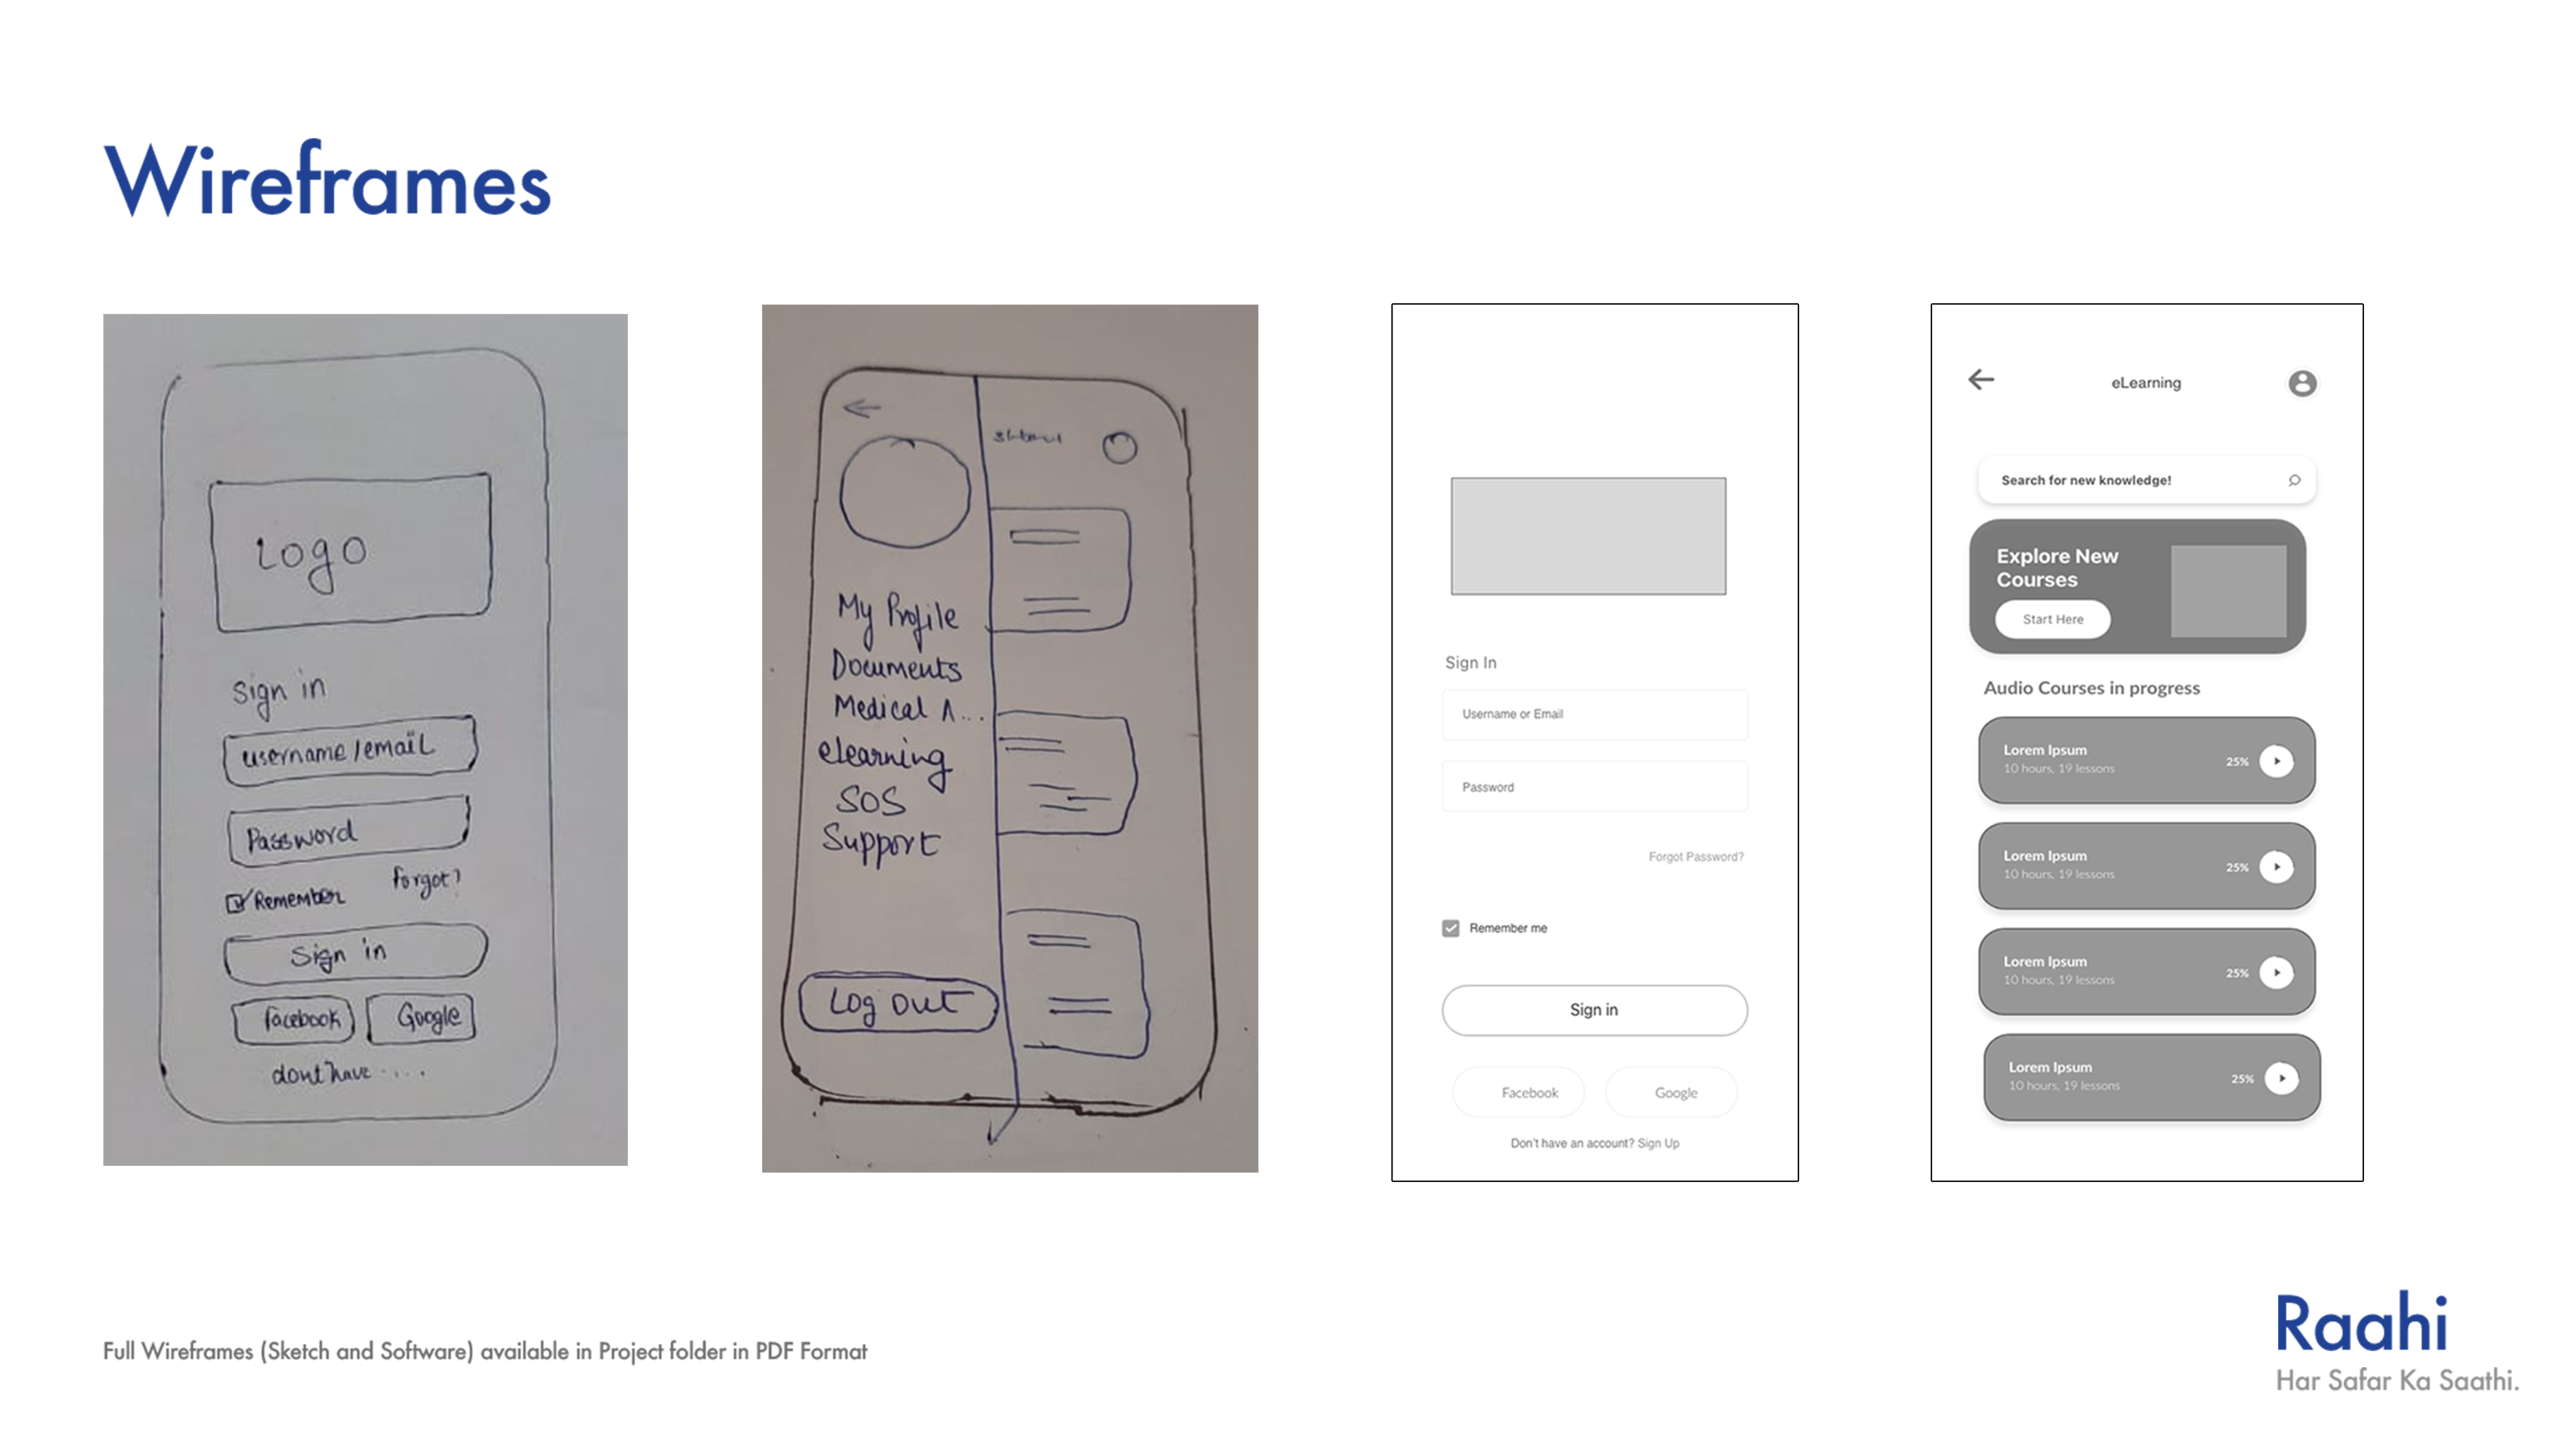 Wireframes
Logo
Sign in
username/email
Password
Remember
forgot?
Sign in
Facebook
Google
dont have ....
My Profile
Documents
Medical A...
elearning
SOS
Support
Log out
Sign In
Username or Email
Password
Forgot Password?
Remember me
Sign in
Facebook
Google
Don't have an account? Sign Up
eLearning
Search for new knowledge!
Explore New
Courses
Start Here
Audio Courses in progress
Lorem Ipsum
10 hours, 19 lessons
25%
Lorem Ipsum
10 hours, 19 lessons
25%
Lorem Ipsum
10 hours, 19 lessons
25%
Lorem Ipsum
10 hours, 19 lessons
25%
Full Wireframes (Sketch and Software) available in Project folder in PDF Format
Raahi
Har Safar Ka Saathi.